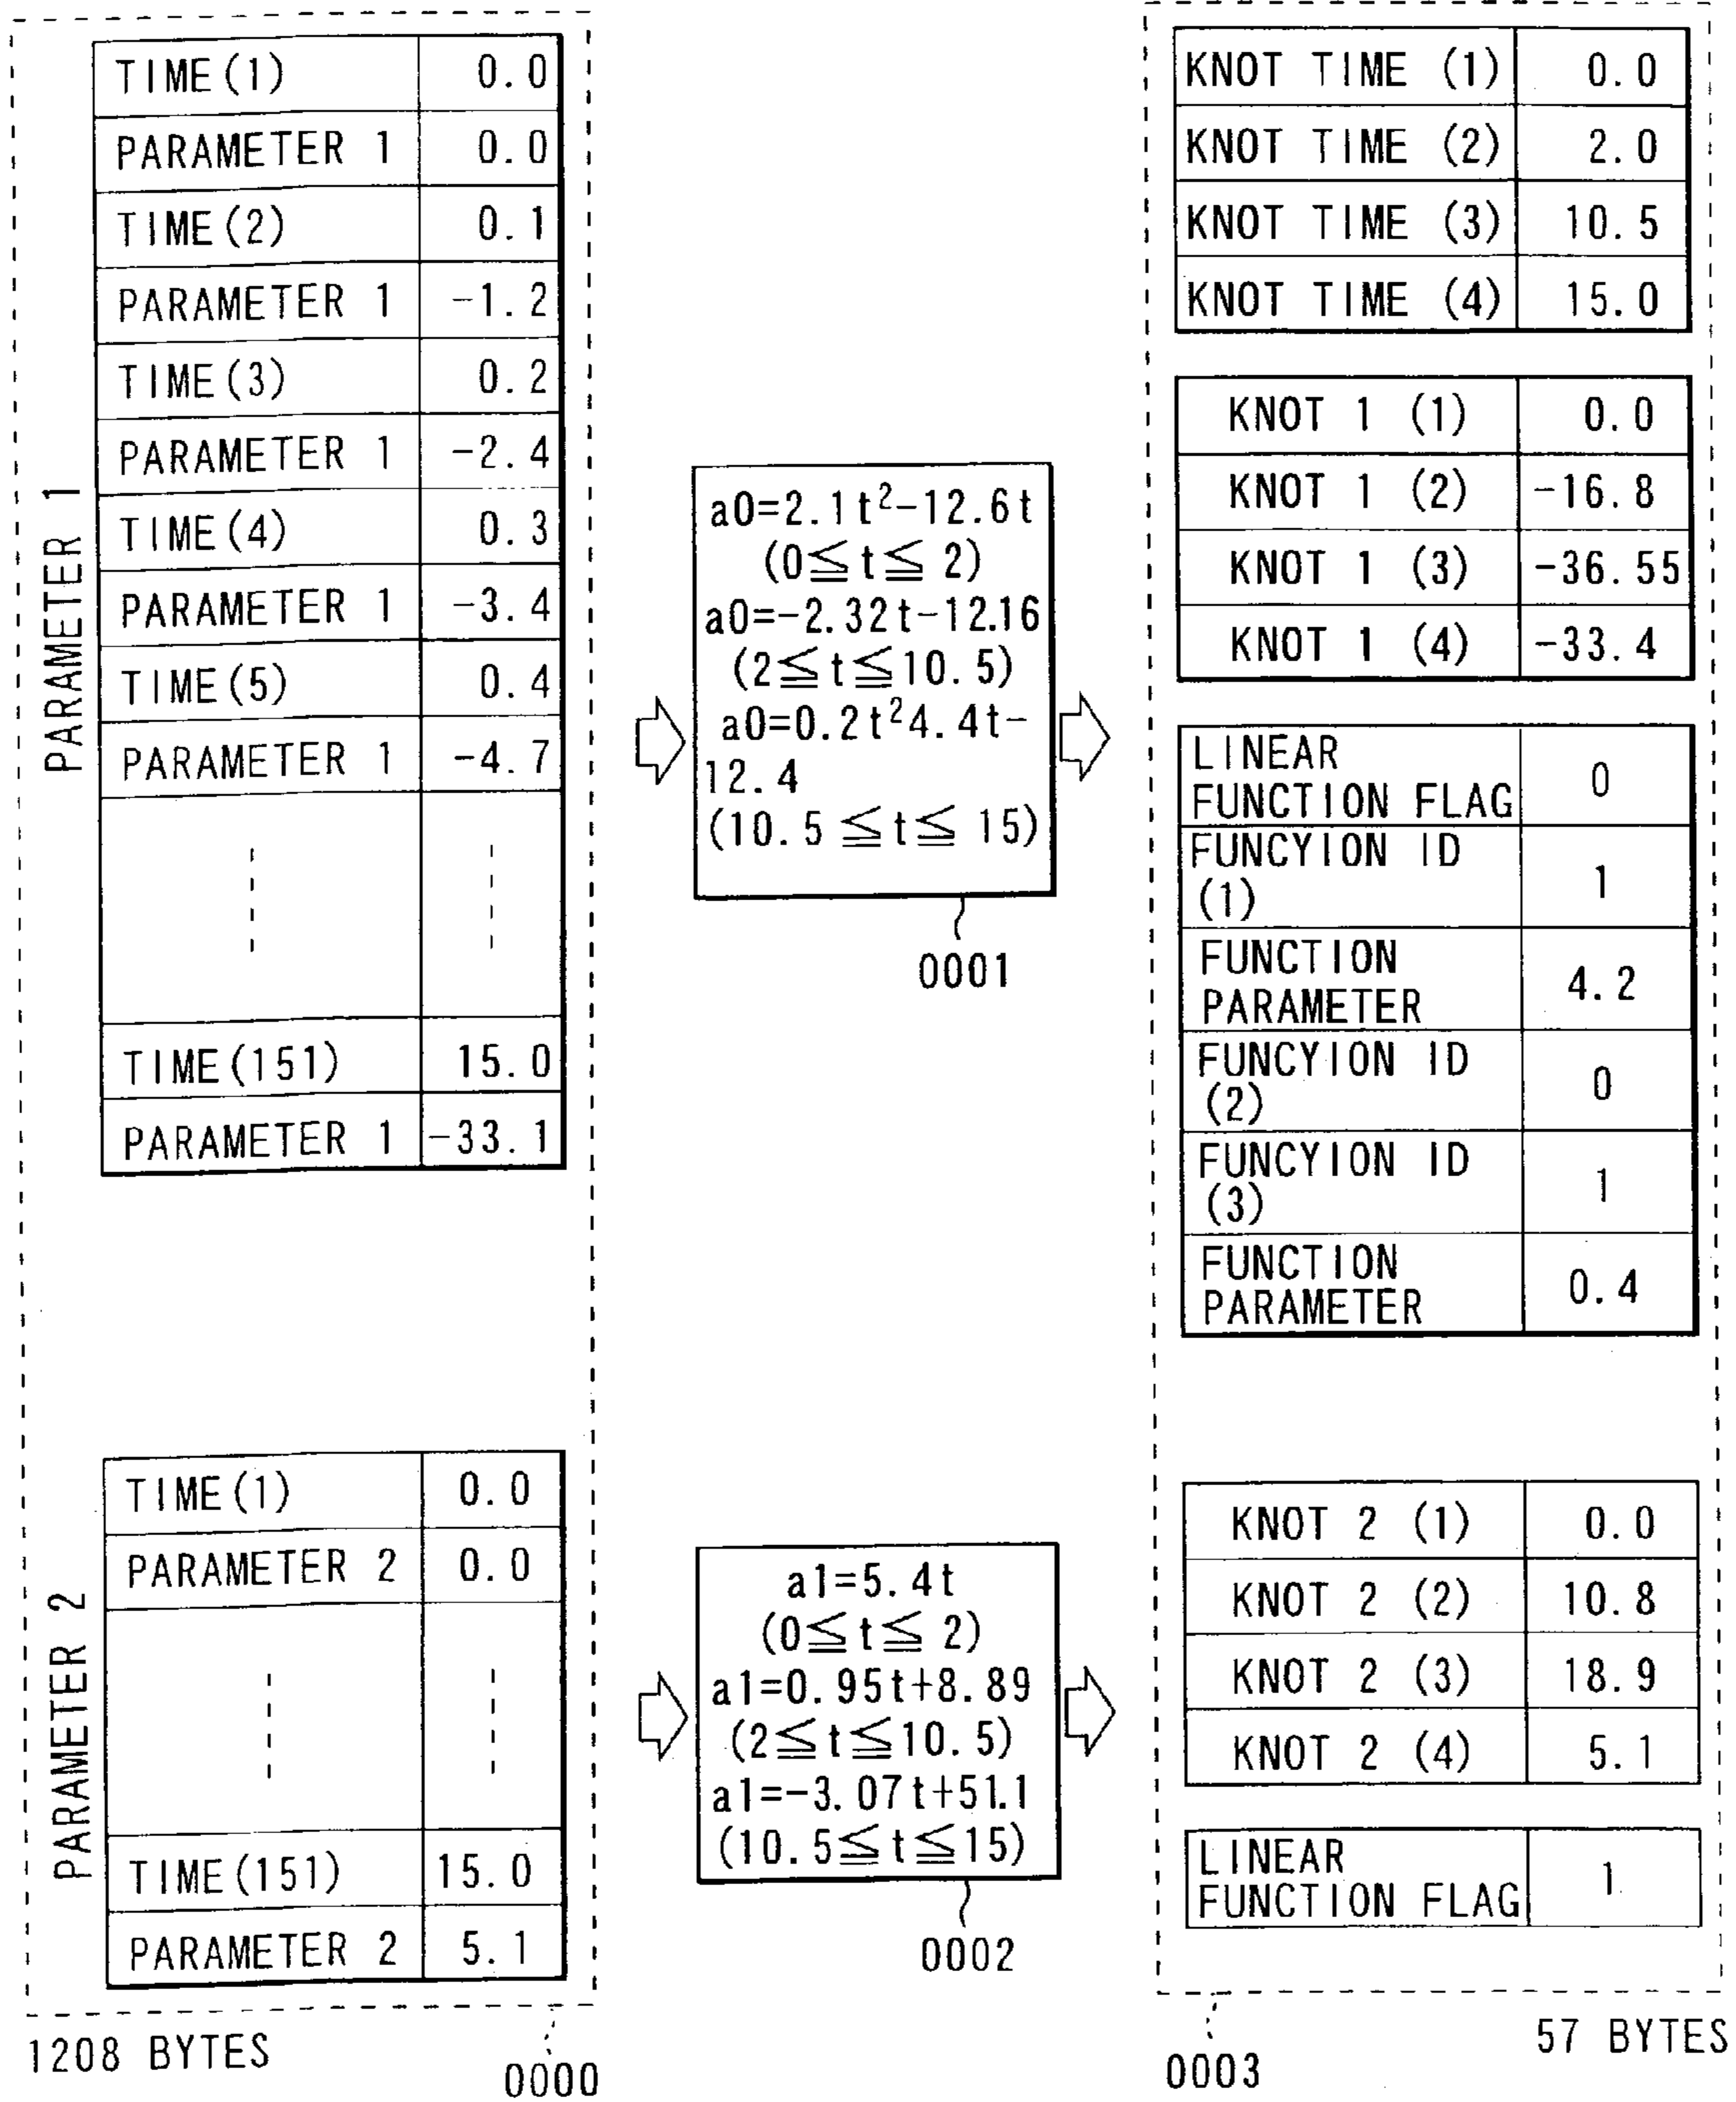 PARAMETER 1
TIME(1) 0.0
PARAMETER 1 0.0
TIME(2) 0.1
PARAMETER 1 -1.2
TIME(3) 0.2
PARAMETER 1 -2.4
TIME(4) 0.3
PARAMETER 1 -3.4
TIME(5) 0.4
PARAMETER 1 -4.7
TIME(151) 15.0
PARAMETER 1 -33.1
PARAMETER 2
TIME(1) 0.0
PARAMETER 2 0.0
TIME(151) 15.0
PARAMETER 2 5.1
1208 BYTES
0000
a0=2.1t²-12.6t
(0≦t≦2)
a0=-2.32t-12.16
(2≦t≦10.5)
a0=0.2t²4.4t-
12.4
(10.5≦t≦15)
0001
a1=5.4t
(0≦t≦2)
a1=0.95t+8.89
(2≦t≦10.5)
a1=-3.07t+51.1
(10.5≦t≦15)
0002
KNOT TIME (1) 0.0
KNOT TIME (2) 2.0
KNOT TIME (3) 10.5
KNOT TIME (4) 15.0
KNOT 1 (1) 0.0
KNOT 1 (2) -16.8
KNOT 1 (3) -36.55
KNOT 1 (4) -33.4
LINEAR
FUNCTION FLAG 0
FUNCYION ID
(1) 1
FUNCTION
PARAMETER 4.2
FUNCYION ID
(2) 0
FUNCYION ID
(3) 1
FUNCTION
PARAMETER 0.4
KNOT 2 (1) 0.0
KNOT 2 (2) 10.8
KNOT 2 (3) 18.9
KNOT 2 (4) 5.1
LINEAR
FUNCTION FLAG 1
0003
57 BYTES